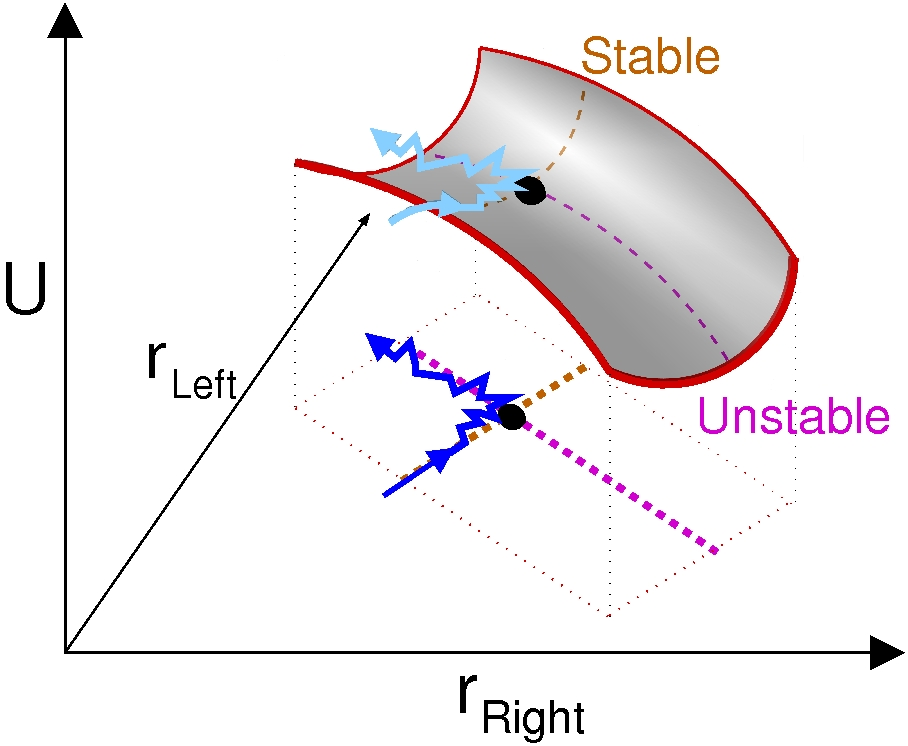 Stable
U
r Left
Unstable
r Right